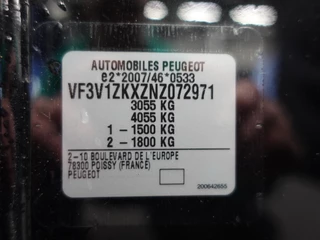 AUTOMOBILES PEUGEOT
e2*2007/46*0533
VF3V1ZKXZNZ072971
3055 KG
4055 KG
1 - 1500 KG
2 - 1800 KG
2-10 BOULEVARD DE L'EUROPE
78300 POISSY (FRANCE)
PEUGEOT
200642655